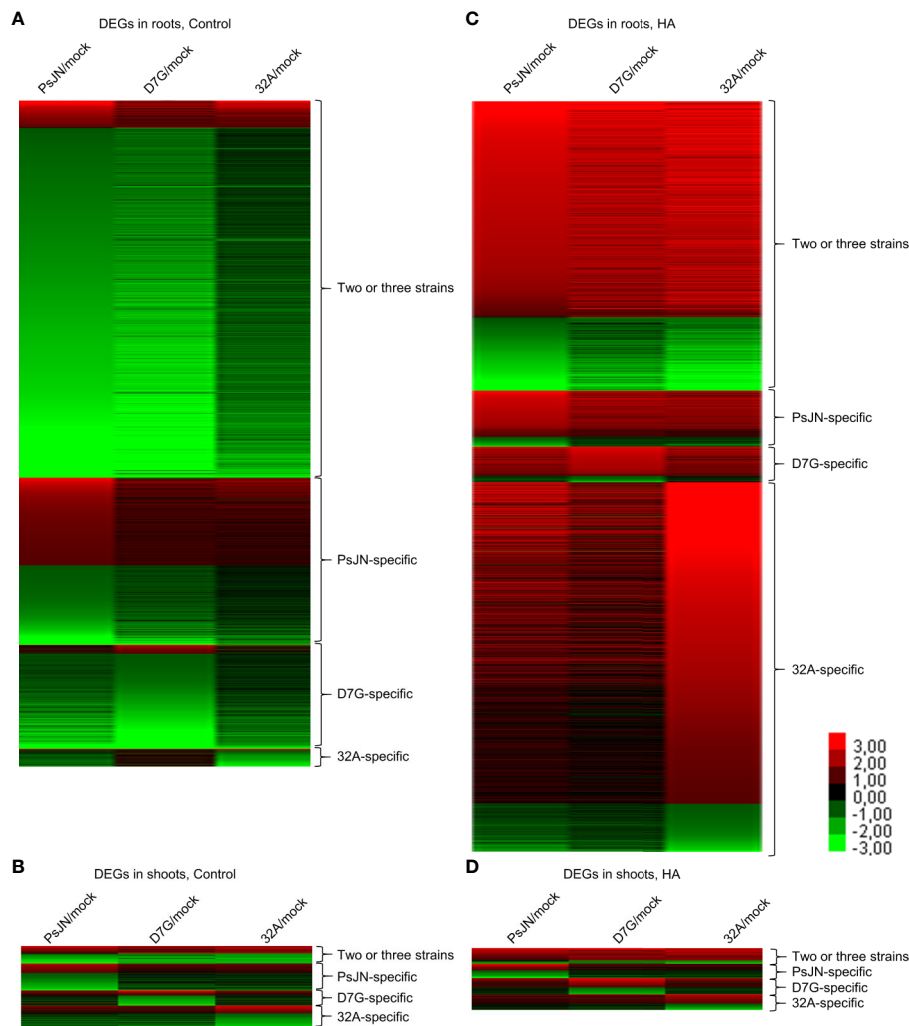 A
DEGs in roots, Control
PsJN/mock
D7G/mock
32A/mock
Two or three strains
PsJN-specific
D7G-specific
32A-specific
B
DEGs in shoots, Control
PsJN/mock
D7G/mock
32A/mock
Two or three strains
PsJN-specific
D7G-specific
32A-specific
C
DEGs in roots, HA
PsJN/mock
D7G/mock
32A/mock
Two or three strains
PsJN-specific
D7G-specific
32A-specific
3,00
2,00
1,00
0,00
-1,00
-2,00
-3,00
D
DEGs in shoots, HA
PsJN/mock
D7G/mock
32A/mock
Two or three strains
PsJN-specific
D7G-specific
32A-specific